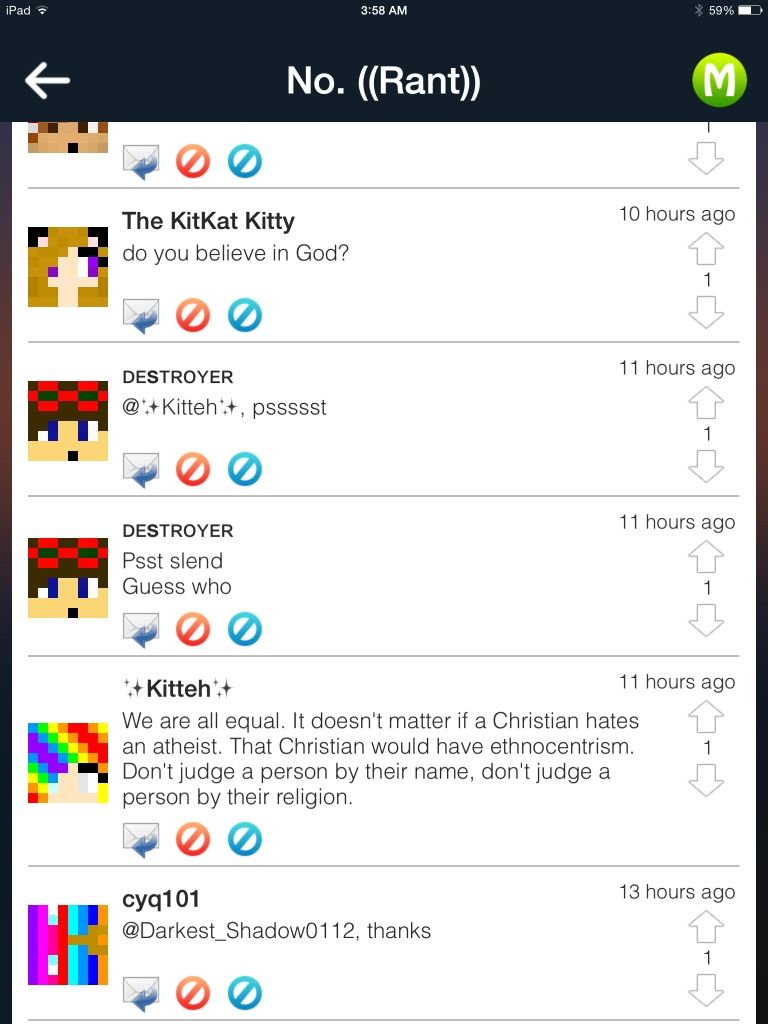 iPad 3:58 AM 59%
No. ((Rant)) M
1
The KitKat Kitty 10 hours ago
do you believe in God?
1
DESTROYER 11 hours ago
@✨Kitteh✨, pssssst
1
DESTROYER 11 hours ago
Psst slend
Guess who
1
✨Kitteh✨ 11 hours ago
We are all equal. It doesn't matter if a Christian hates
an atheist. That Christian would have ethnocentrism.
Don't judge a person by their name, don't judge a
person by their religion.
1
cyq101 13 hours ago
@Darkest_Shadow0112, thanks
1